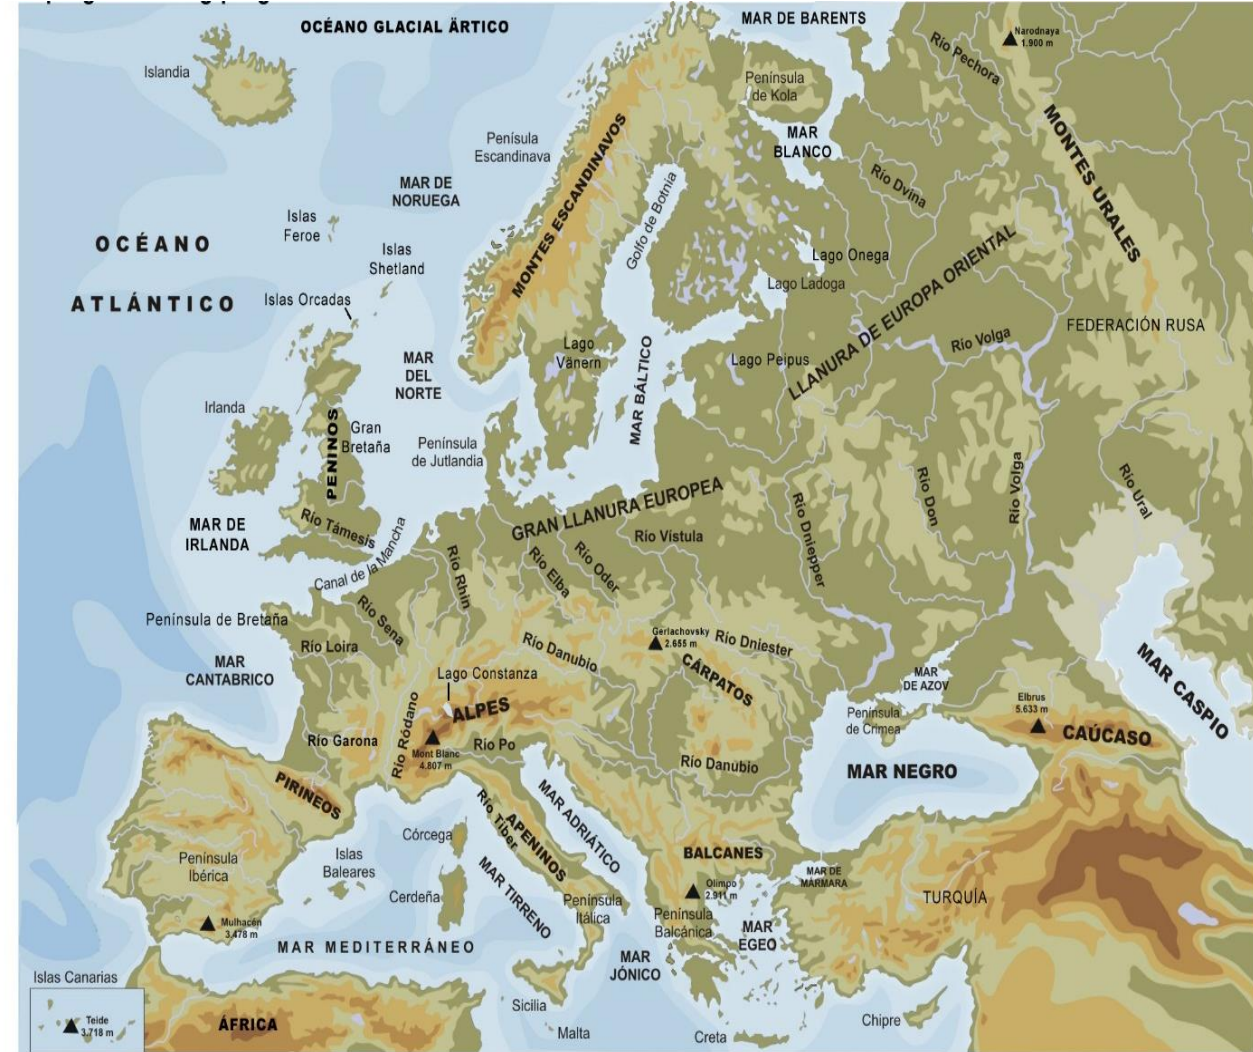 OCÉANO GLACIAL ÄRTICO
MAR DE BARENTS
Narodnaya
1.900 m
Río Pechora
Islandia
Península
de Kola
MONTES URALES
MAR
BLANCO
Penísula
Escandinava
MONTES ESCANDINAVOS
Río Dvina
MAR DE
NORUEGA
Golfo de Botnia
Islas
Feroe
OCÉANO
ATLÁNTICO
Islas
Shetland
Lago Onega
Lago Ladoga
Islas Orcadas
LLANURA DE EUROPA ORIENTAL
FEDERACIÓN RUSA
Río Volga
Lago
Vänern
Lago Peipus
MAR
DEL
NORTE
MAR BÁLTICO
Irlanda
PENINOS
Gran
Bretaña
Península
de Jutlandia
GRAN LLANURA EUROPEA
Río Don
Río Volga
Río Ural
MAR DE
IRLANDA
Río Támesis
Canal de la Mancha
Río Rhin
Río Elba
Río Oder
Río Vístula
Río Dniepper
Península de Bretaña
Río Sena
Río Loira
Río Danubio
Gerlachovsky
2.655 m
Río Dniester
CÁRPATOS
MAR
CANTABRICO
Lago Constanza
ALPES
MAR
DE AZOV
MAR CASPIO
Elbrus
5.633 m
CAÚCASO
Península
de Crimea
Río Garona
Río Ródano
Mont Blanc
4.807 m
Río Po
Río Danubio
MAR NEGRO
PIRINEOS
MAR ADRIÁTICO
Río Tiber
APENINOS
Córcega
Islas
Baleares
Península
Ibérica
BALCANES
MAR DE
MÁRMARA
Cerdeña
MAR TIRRENO
Península
Itálica
Olimpo
2.911 m
TURQUÍA
Península
Balcánica
MAR
EGEO
Mulhacén
3.478 m
MAR MEDITERRÁNEO
MAR
JÓNICO
Islas Canarias
Teide
3.718 m
ÁFRICA
Sicilia
Malta
Creta
Chipre